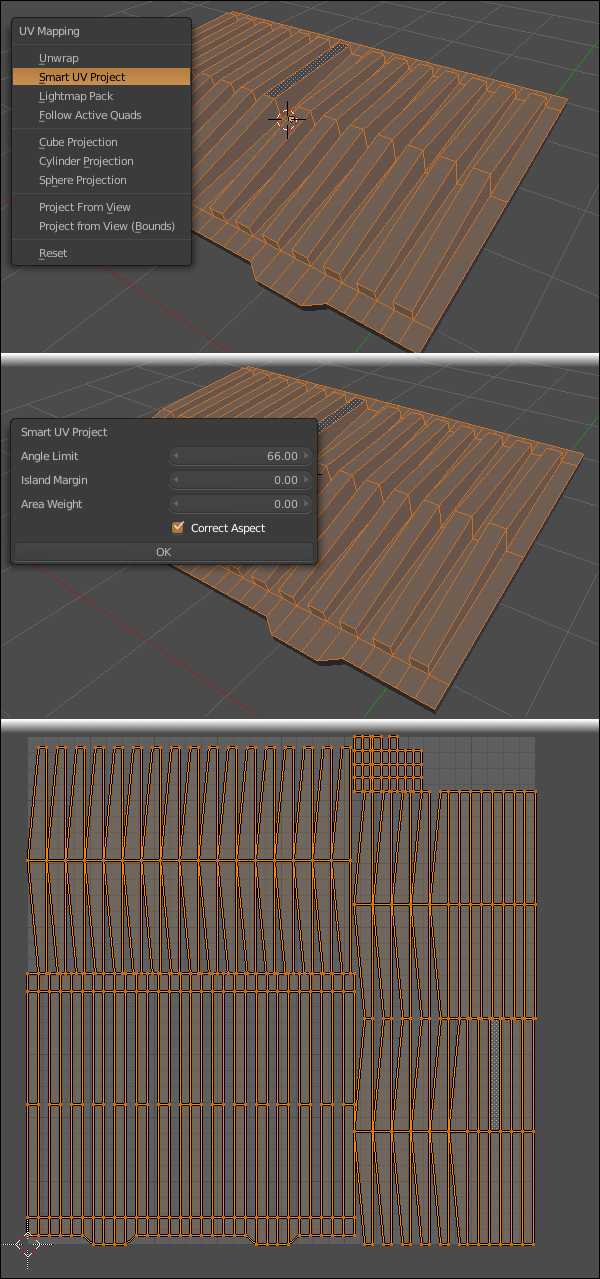 UV Mapping
Unwrap
Smart UV Project
Lightmap Pack
Follow Active Quads
Cube Projection
Cylinder Projection
Sphere Projection
Project From View
Project from View (Bounds)
Reset
Smart UV Project
Angle Limit 66.00
Island Margin 0.00
Area Weight 0.00
Correct Aspect
OK